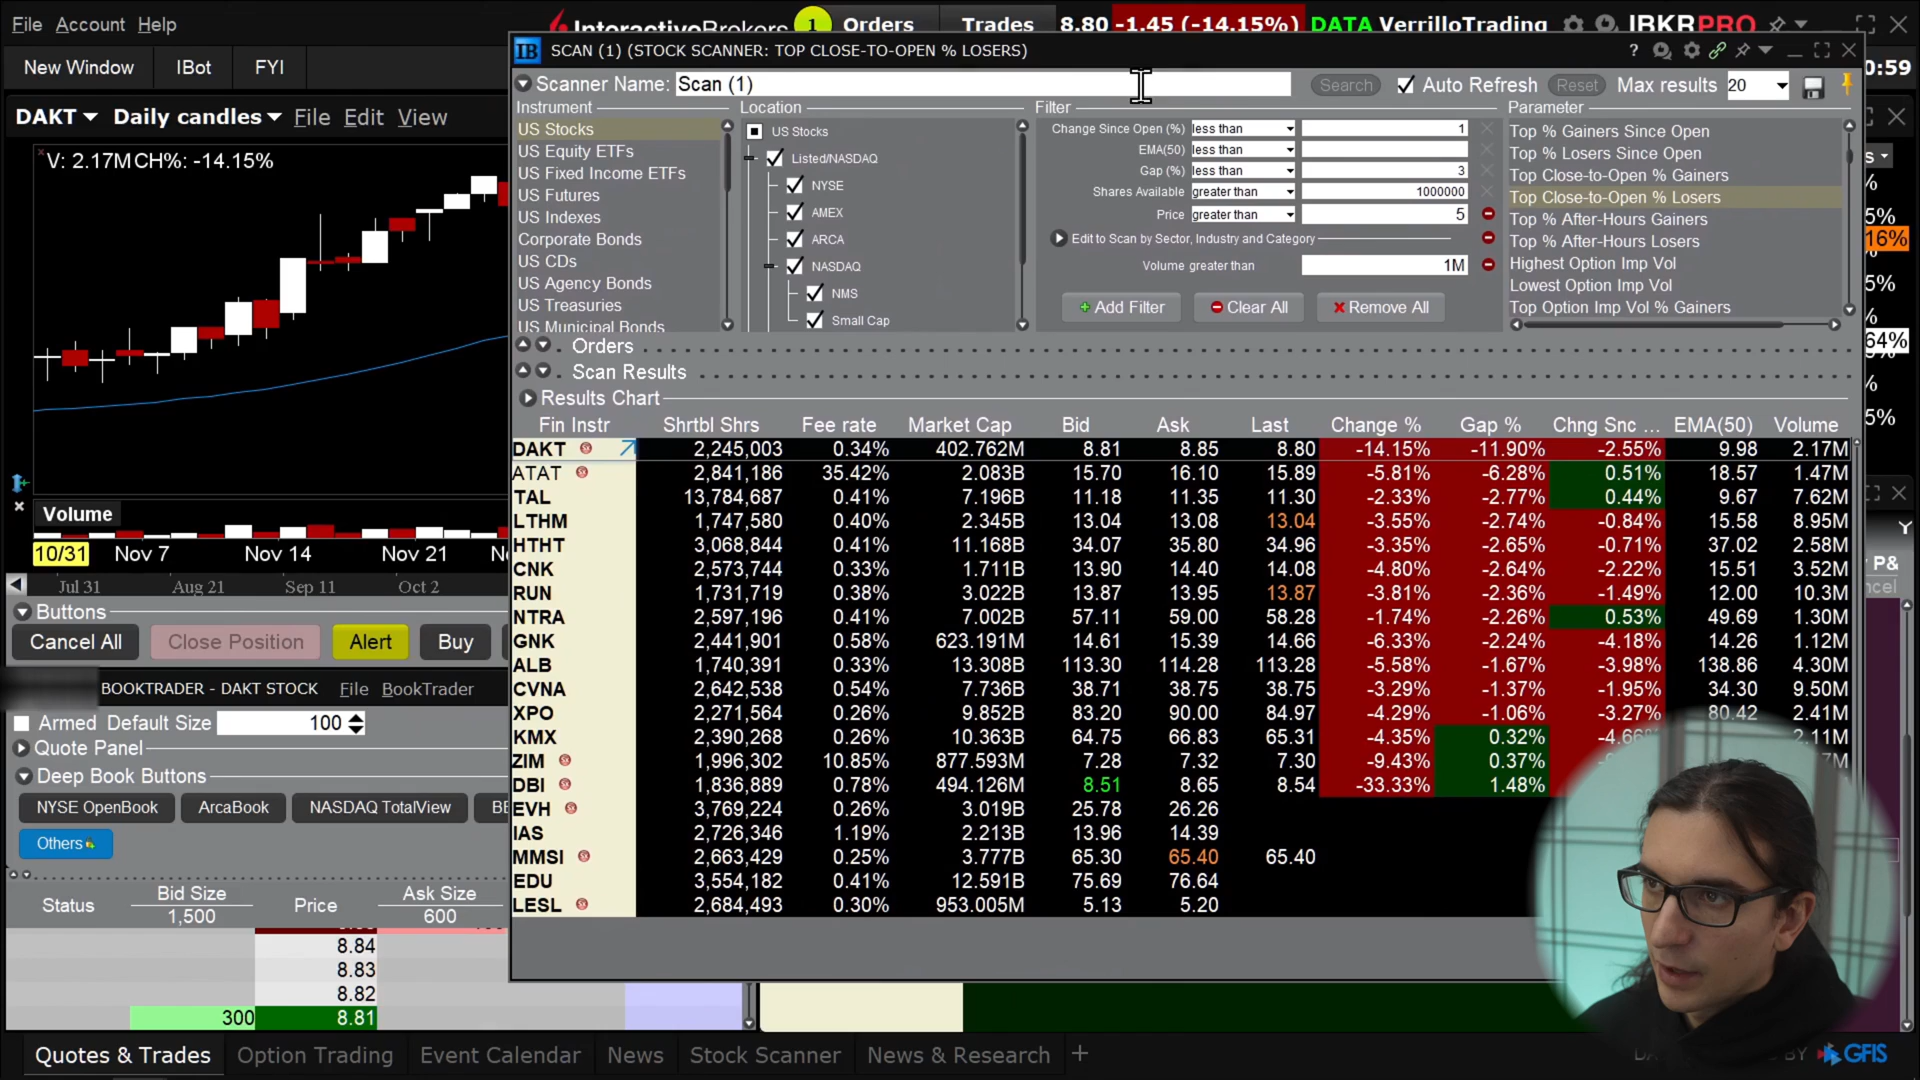 File Account Help
InteractiveBrokers
1 Orders Trades
8.80 -1.45 (-14.15%) DATA VerrilloTrading IBKRPRO
New Window IBot FYI
:0:59
DAKT Daily candles File Edit View
V: 2.17M CH%: -14.15%
Volume
10/31 Nov 7 Nov 14 Nov 21
Jul 31 Aug 21 Sep 11 Oct 2
Buttons
Cancel All Close Position Alert Buy
BOOKTRADER - DAKT STOCK File BookTrader
Armed Default Size 100
Quote Panel
Deep Book Buttons
NYSE OpenBook ArcaBook NASDAQ TotalView
Others
Status Bid Size Price Ask Size
1,500 600
8.84
8.83
8.82
300 8.81
IB SCAN (1) (STOCK SCANNER: TOP CLOSE-TO-OPEN % LOSERS) ?
Scanner Name: Scan (1) Search Auto Refresh Reset Max results 20
Instrument
US Stocks
US Equity ETFs
US Fixed Income ETFs
US Futures
US Indexes
Corporate Bonds
US CDs
US Agency Bonds
US Treasuries
US Municipal Bonds
Location
US Stocks
Listed/NASDAQ
NYSE
AMEX
ARCA
NASDAQ
NMS
Small Cap
Filter
Change Since Open (%) less than 1
EMA(50) less than
Gap (%) less than 3
Shares Available greater than 1000000
Price greater than 5
Edit to Scan by Sector, Industry and Category
Volume greater than 1M
Add Filter Clear All Remove All
Parameter
Top % Gainers Since Open
Top % Losers Since Open
Top Close-to-Open % Gainers
Top Close-to-Open % Losers
Top % After-Hours Gainers
Top % After-Hours Losers
Highest Option Imp Vol
Lowest Option Imp Vol
Top Option Imp Vol % Gainers
Orders
Scan Results
Results Chart
Fin Instr Shrtbl Shrs Fee rate Market Cap Bid Ask Last Change % Gap % Chng Snc ... EMA(50) Volume
DAKT 2,245,003 0.34% 402.762M 8.81 8.85 8.80 -14.15% -11.90% -2.55% 9.98 2.17M
ATAT 2,841,186 35.42% 2.083B 15.70 16.10 15.89 -5.81% -6.28% 0.51% 18.57 1.47M
TAL 13,784,687 0.41% 7.196B 11.18 11.35 11.30 -2.33% -2.77% 0.44% 9.67 7.62M
LTHM 1,747,580 0.40% 2.345B 13.04 13.08 13.04 -3.55% -2.74% -0.84% 15.58 8.95M
HTHT 3,068,844 0.41% 11.168B 34.07 35.80 34.96 -3.35% -2.65% -0.71% 37.02 2.58M
CNK 2,573,744 0.33% 1.711B 13.90 14.40 14.08 -4.80% -2.64% -2.22% 15.51 3.52M
RUN 1,731,719 0.38% 3.022B 13.87 13.95 13.87 -3.81% -2.36% -1.49% 12.00 10.3M
NTRA 2,597,196 0.41% 7.002B 57.11 59.00 58.28 -1.74% -2.26% 0.53% 49.69 1.30M
GNK 2,441,901 0.58% 623.191M 14.61 15.39 14.66 -6.33% -2.24% -4.18% 14.26 1.12M
ALB 1,740,391 0.33% 13.308B 113.30 114.28 113.28 -5.58% -1.67% -3.98% 138.86 4.30M
CVNA 2,642,538 0.54% 7.736B 38.71 38.75 38.75 -3.29% -1.37% -1.95% 34.30 9.50M
XPO 2,271,564 0.26% 9.852B 83.20 90.00 84.97 -4.29% -1.06% -3.27% 80.42 2.41M
KMX 2,390,268 0.26% 10.363B 64.75 66.83 65.31 -4.35% 0.32% -4.66% 2.11M
ZIM 1,996,302 10.85% 877.593M 7.28 7.32 7.30 -9.43% 0.37%
DBI 1,836,889 0.78% 494.126M 8.51 8.65 8.54 -33.33% 1.48%
EVH 3,769,224 0.26% 3.019B 25.78 26.26
IAS 2,726,346 1.19% 2.213B 13.96 14.39
MMSI 2,663,429 0.25% 3.777B 65.30 65.40 65.40
EDU 3,554,182 0.41% 12.591B 75.69 76.64
LESL 2,684,493 0.30% 953.005M 5.13 5.20
16%
64%
P&
Quotes & Trades Option Trading Event Calendar News Stock Scanner News & Research + BY GFIS